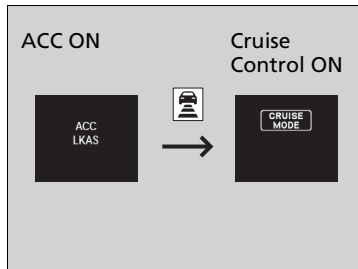 ACC ON
Cruise
Control ON
ACC
LKAS
CRUISE
MODE